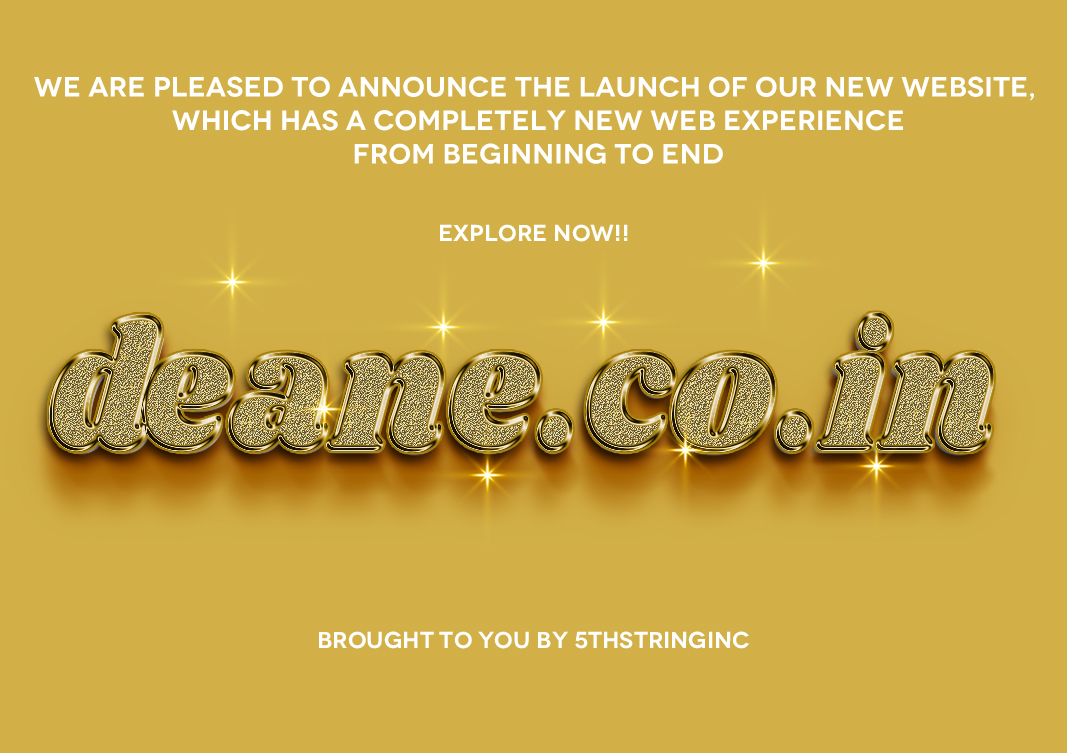 WE ARE PLEASED TO ANNOUNCE THE LAUNCH OF OUR NEW WEBSITE,
WHICH HAS A COMPLETELY NEW WEB EXPERIENCE
FROM BEGINNING TO END
EXPLORE NOW!!
deane.co.in
BROUGHT TO YOU BY 5THSTRINGINC